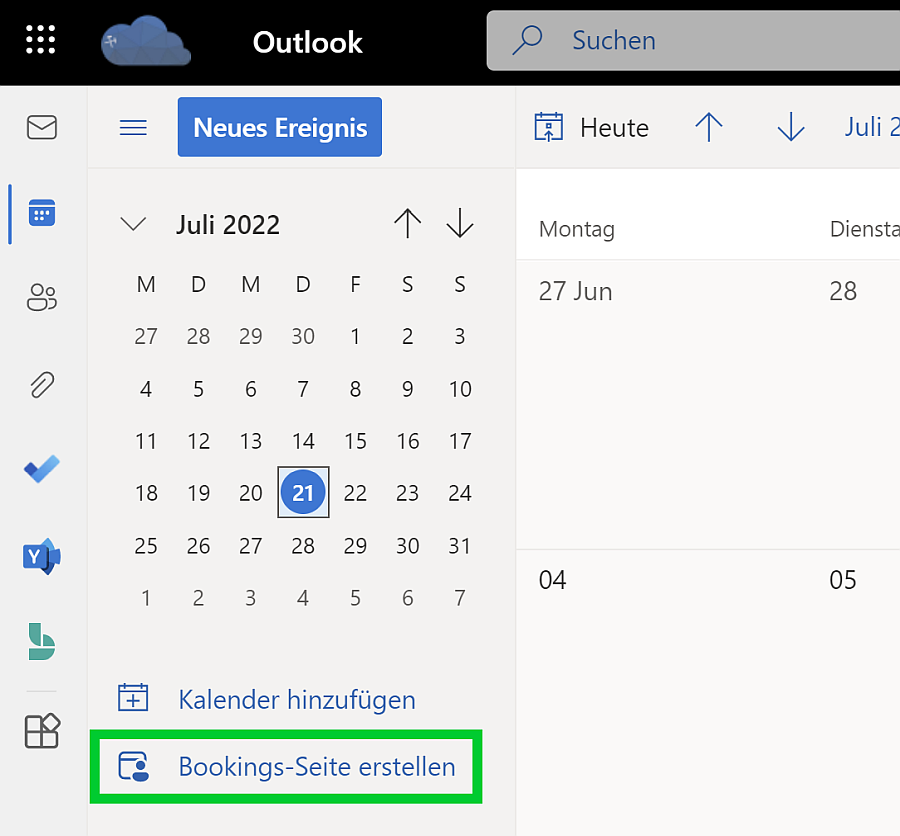 Outlook
Suchen
Neues Ereignis
Heute
Juli 2
Juli 2022
M D M D F S S
27 28 29 30 1 2 3
4 5 6 7 8 9 10
11 12 13 14 15 16 17
18 19 20 21 22 23 24
25 26 27 28 29 30 31
1 2 3 4 5 6 7
Kalender hinzufügen
Bookings-Seite erstellen
Montag
Diensta
27 Jun
28
04
05
Y